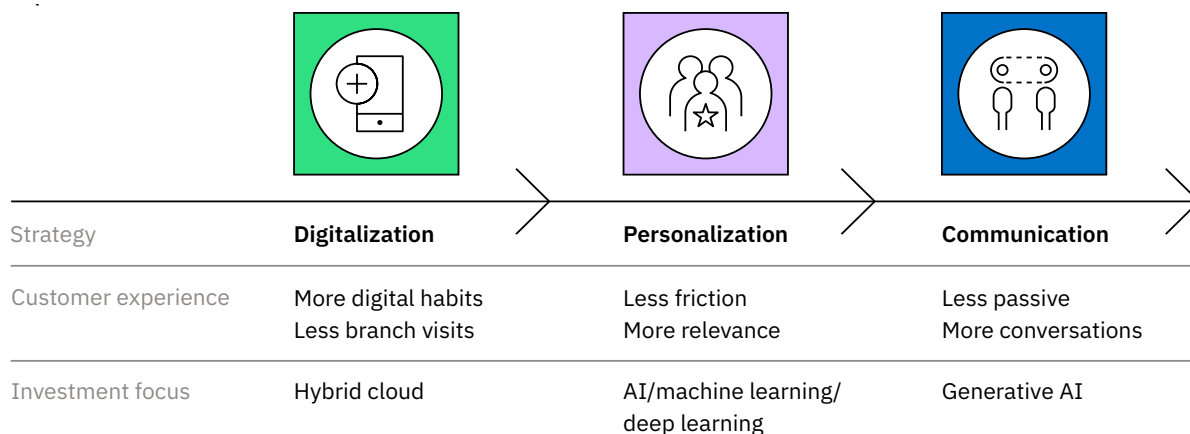 Strategy Digitalization Personalization Communication
Customer experience More digital habits Less friction Less passive
Less branch visits More relevance More conversations
Investment focus Hybrid cloud AI/machine learning/ Generative AI
deep learning